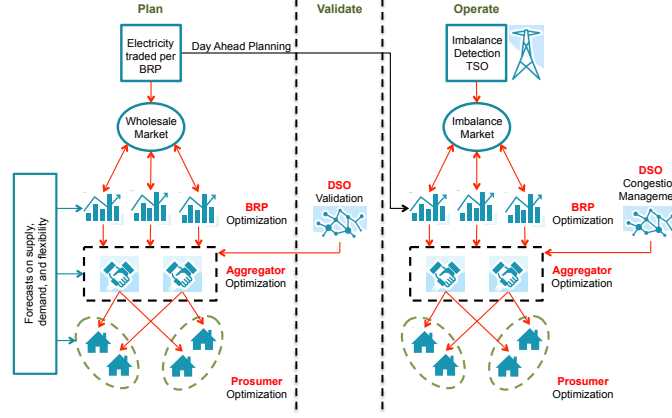 Plan
Validate
Operate
Electricity
traded per
BRP
Day Ahead Planning
Imbalance
Detection
TSO
Wholesale
Market
Imbalance
Market
DSO
Validation
DSO
Congestion
Manageme
BRP
Optimization
BRP
Optimization
Forecasts on supply,
demand, and flexibility
Aggregator
Optimization
Aggregator
Optimization
Prosumer
Optimization
Prosumer
Optimization